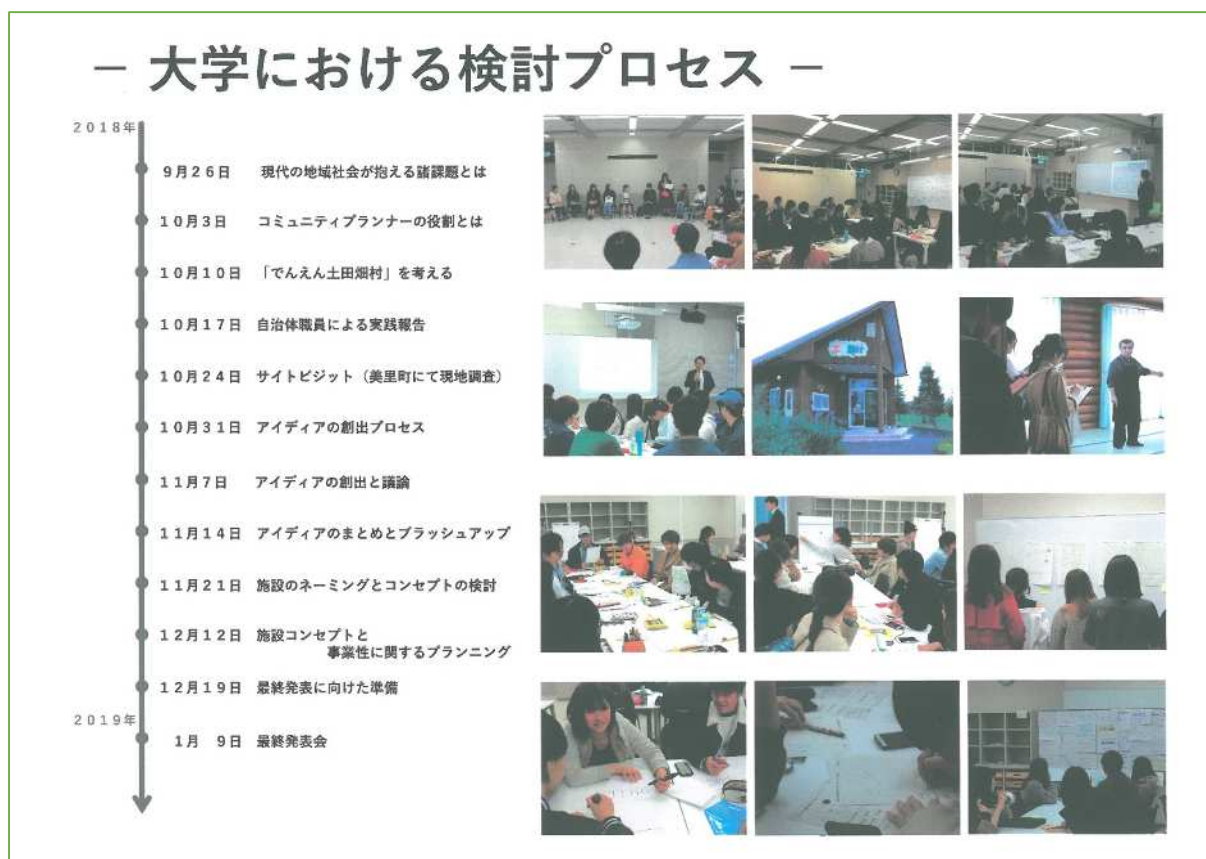 － 大学における検討プロセス －
2018年
9月26日 現代の地域社会が抱える諸課題とは
10月3日 コミュニティプランナーの役割とは
10月10日 「でんえん土田畑村」を考える
10月17日 自治体職員による実践報告
10月24日 サイトビジット（美里町にて現地調査）
10月31日 アイディアの創出プロセス
11月7日 アイディアの創出と議論
11月14日 アイディアのまとめとブラッシュアップ
11月21日 施設のネーミングとコンセプトの検討
12月12日 施設コンセプトと
事業性に関するプランニング
12月19日 最終発表に向けた準備
2019年
1月 9日 最終発表会